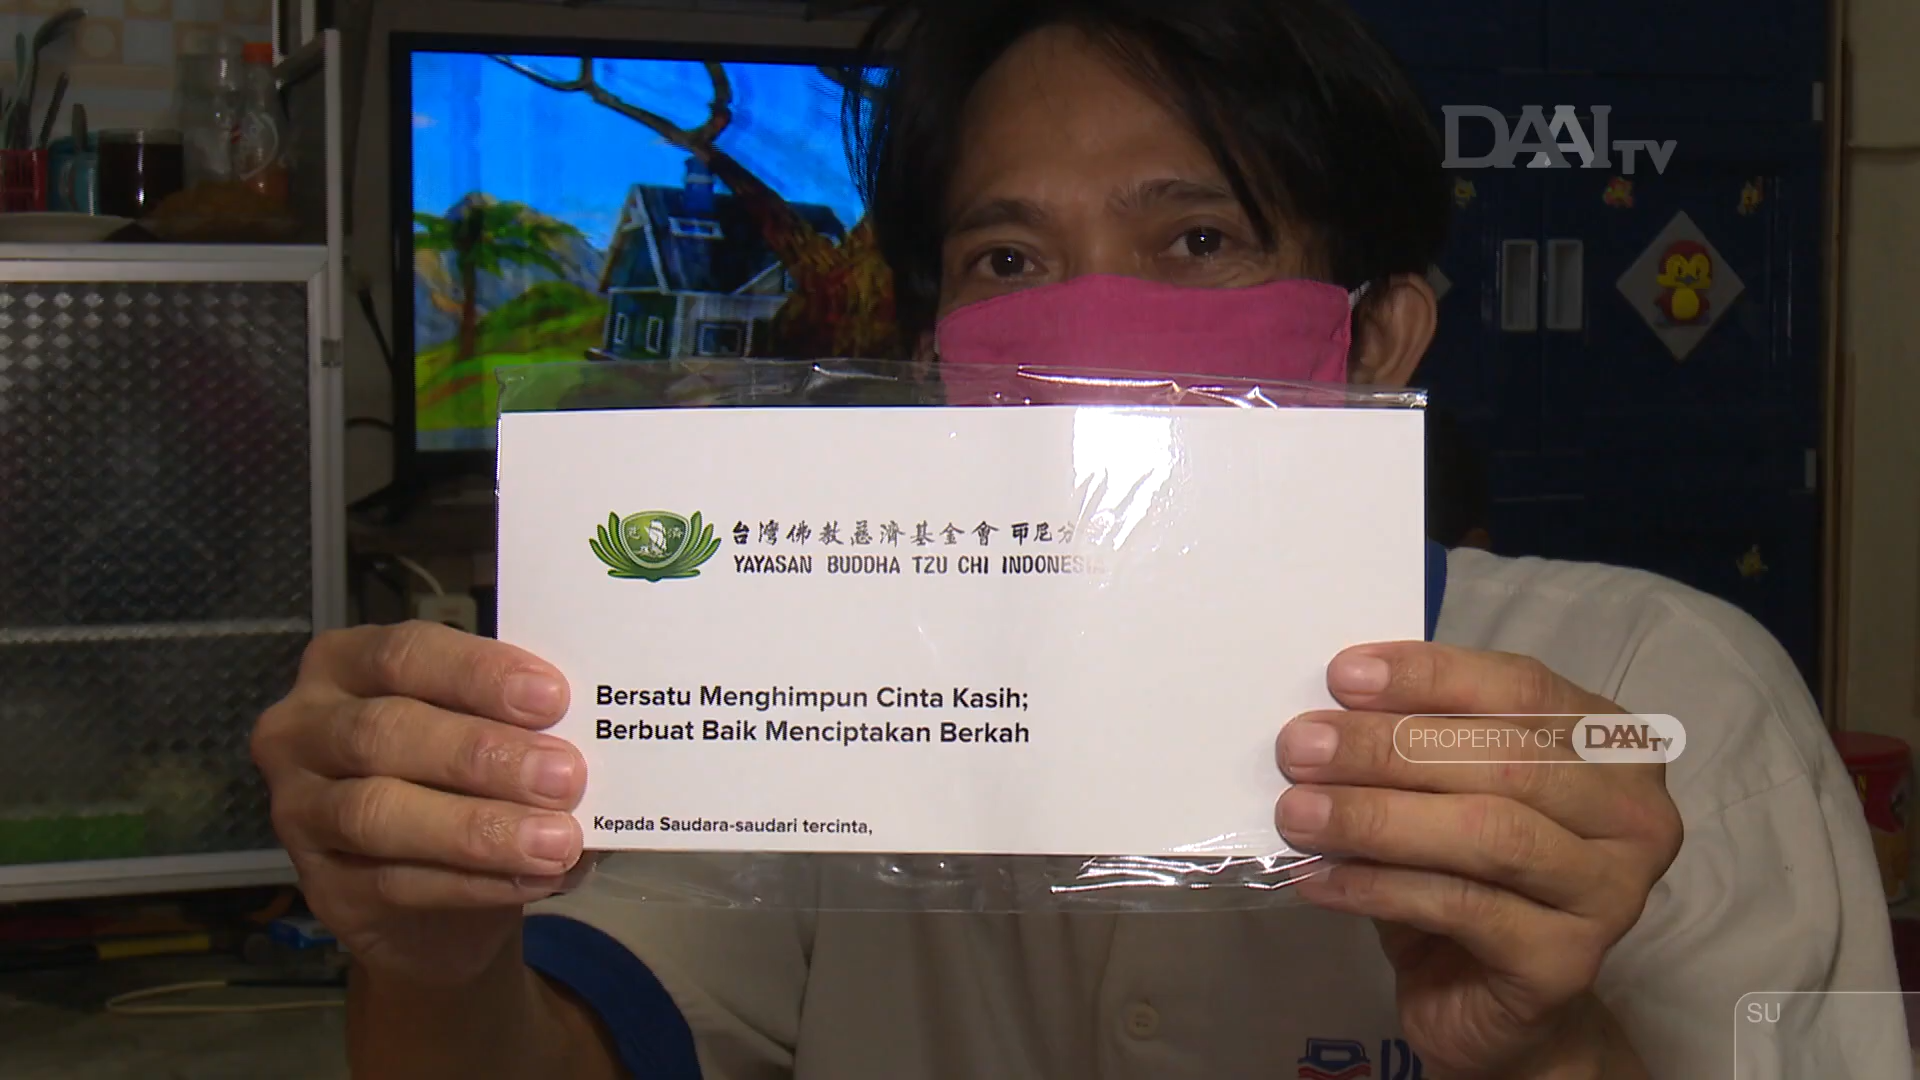 DAAI TV
台灣佛教慈濟基金會 印尼分
YAYASAN BUDDHA TZU CHI INDONESIA
Bersatu Menghimpun Cinta Kasih;
Berbuat Baik Menciptakan Berkah
PROPERTY OF DAAI TV
Kepada Saudara-saudari tercinta,
SU